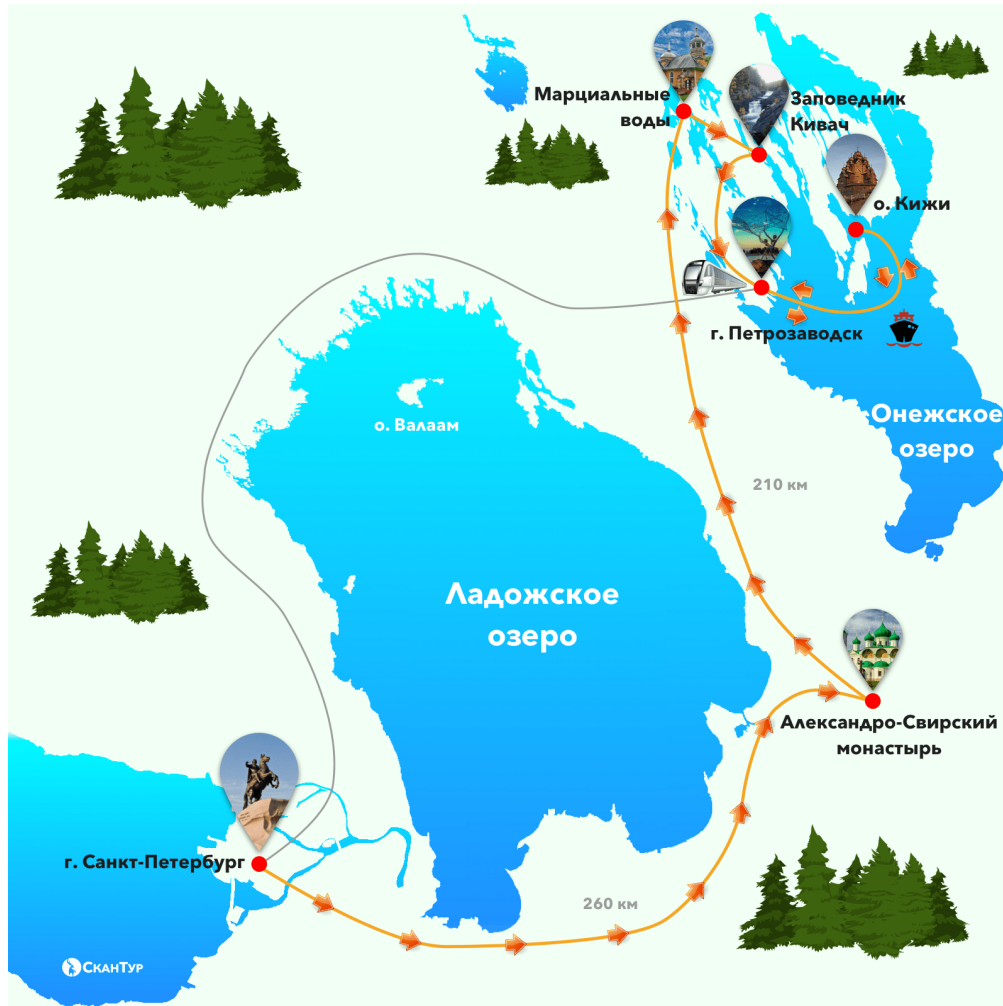 Марциальные
воды
Заповедник
Кивач
о. Кижи
г. Петрозаводск
Онежское
озеро
о. Валаам
210 км
Ладожское
озеро
Александро-Свирский
монастырь
г. Санкт-Петербург
260 км
СканТур